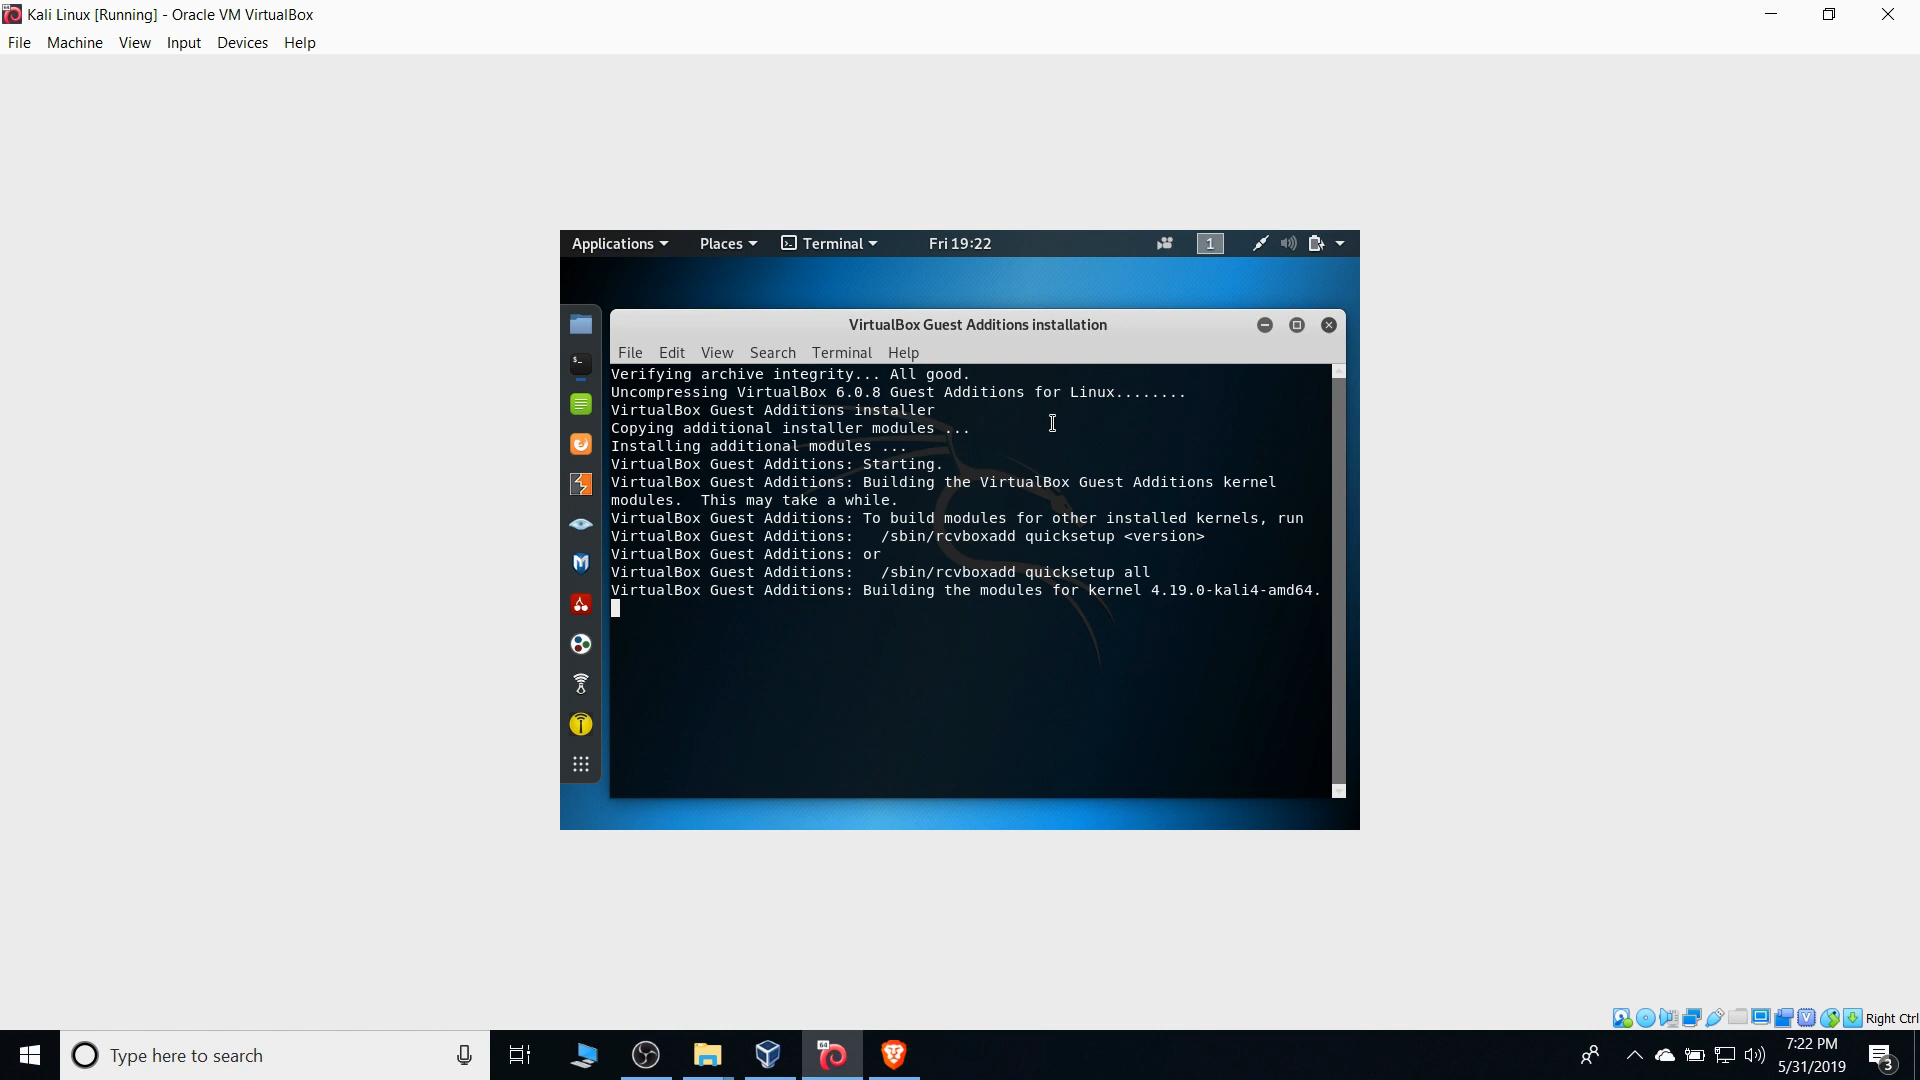 Kali Linux [Running] - Oracle VM VirtualBox
File Machine View Input Devices Help
Applications Places Terminal Fri 19:22 1
VirtualBox Guest Additions installation
File Edit View Search Terminal Help
Verifying archive integrity... All good.
Uncompressing VirtualBox 6.0.8 Guest Additions for Linux........
VirtualBox Guest Additions installer
Copying additional installer modules ...
Installing additional modules ...
VirtualBox Guest Additions: Starting.
VirtualBox Guest Additions: Building the VirtualBox Guest Additions kernel
modules.  This may take a while.
VirtualBox Guest Additions: To build modules for other installed kernels, run
VirtualBox Guest Additions:   /sbin/rcvboxadd quicksetup <version>
VirtualBox Guest Additions: or
VirtualBox Guest Additions:   /sbin/rcvboxadd quicksetup all
VirtualBox Guest Additions: Building the modules for kernel 4.19.0-kali4-amd64.
Right Ctrl
Type here to search
7:22 PM
5/31/2019
3